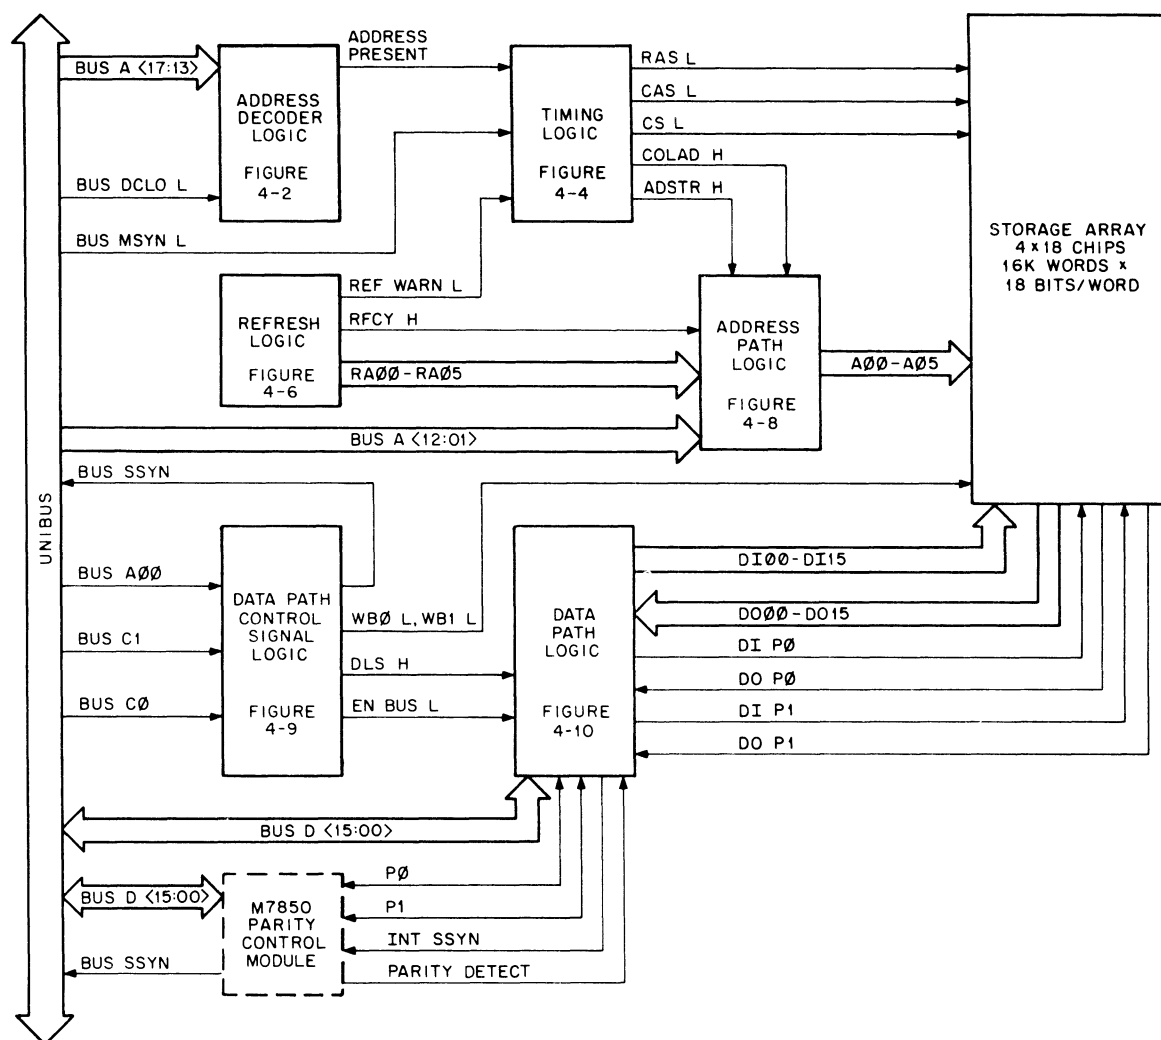 UNIBUS
BUS A <17:13>
BUS DCLO L
BUS MSYN L
ADDRESS
DECODER
LOGIC
FIGURE
4-2
ADDRESS
PRESENT
TIMING
LOGIC
FIGURE
4-4
RAS L
CAS L
CS L
COLAD H
ADSTR H
STORAGE ARRAY
4 x 18 CHIPS
16K WORDS x
18 BITS/WORD
REFRESH
LOGIC
FIGURE
4-6
REF WARN L
RFCY H
RAØØ-RAØ5
ADDRESS
PATH
LOGIC
FIGURE
4-8
AØØ-AØ5
BUS A <12:01>
BUS SSYN
BUS AØØ
BUS C1
BUS CØ
DATA PATH
CONTROL
SIGNAL
LOGIC
FIGURE
4-9
WBØ L, WB1 L
DLS H
EN BUS L
DATA
PATH
LOGIC
FIGURE
4-10
DI00-DI15
DO00-DO15
DI PØ
DO PØ
DI P1
DO P1
BUS D <15:00>
BUS D <15:00>
BUS SSYN
M7850
PARITY
CONTROL
MODULE
PØ
P1
INT SSYN
PARITY DETECT